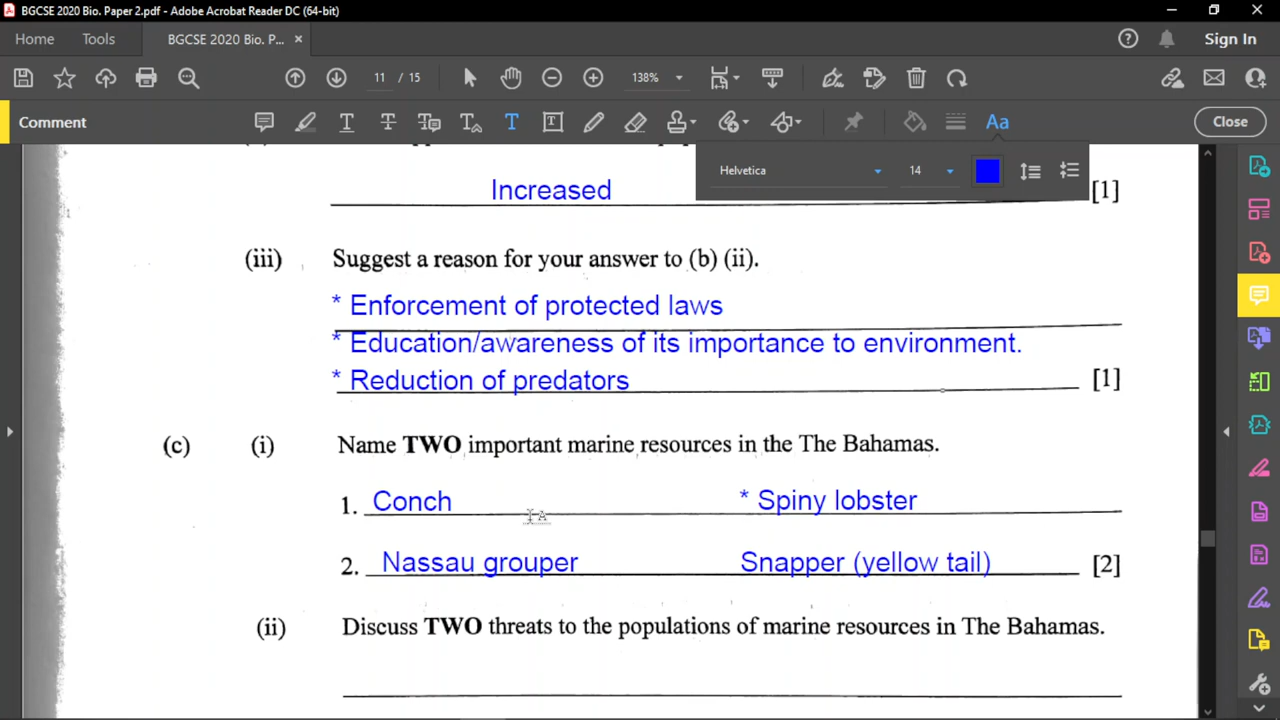 BGCSE 2020 Bio. Paper 2.pdf - Adobe Acrobat Reader DC (64-bit)
Home Tools BGCSE 2020 Bio. P... × Sign In
11 / 15 138%
Comment Close
Helvetica 14
Increased [1]
(iii) Suggest a reason for your answer to (b) (ii).
* Enforcement of protected laws
* Education/awareness of its importance to environment.
* Reduction of predators [1]
(c) (i) Name TWO important marine resources in the The Bahamas.
1. Conch * Spiny lobster
2. Nassau grouper Snapper (yellow tail) [2]
(ii) Discuss TWO threats to the populations of marine resources in The Bahamas.